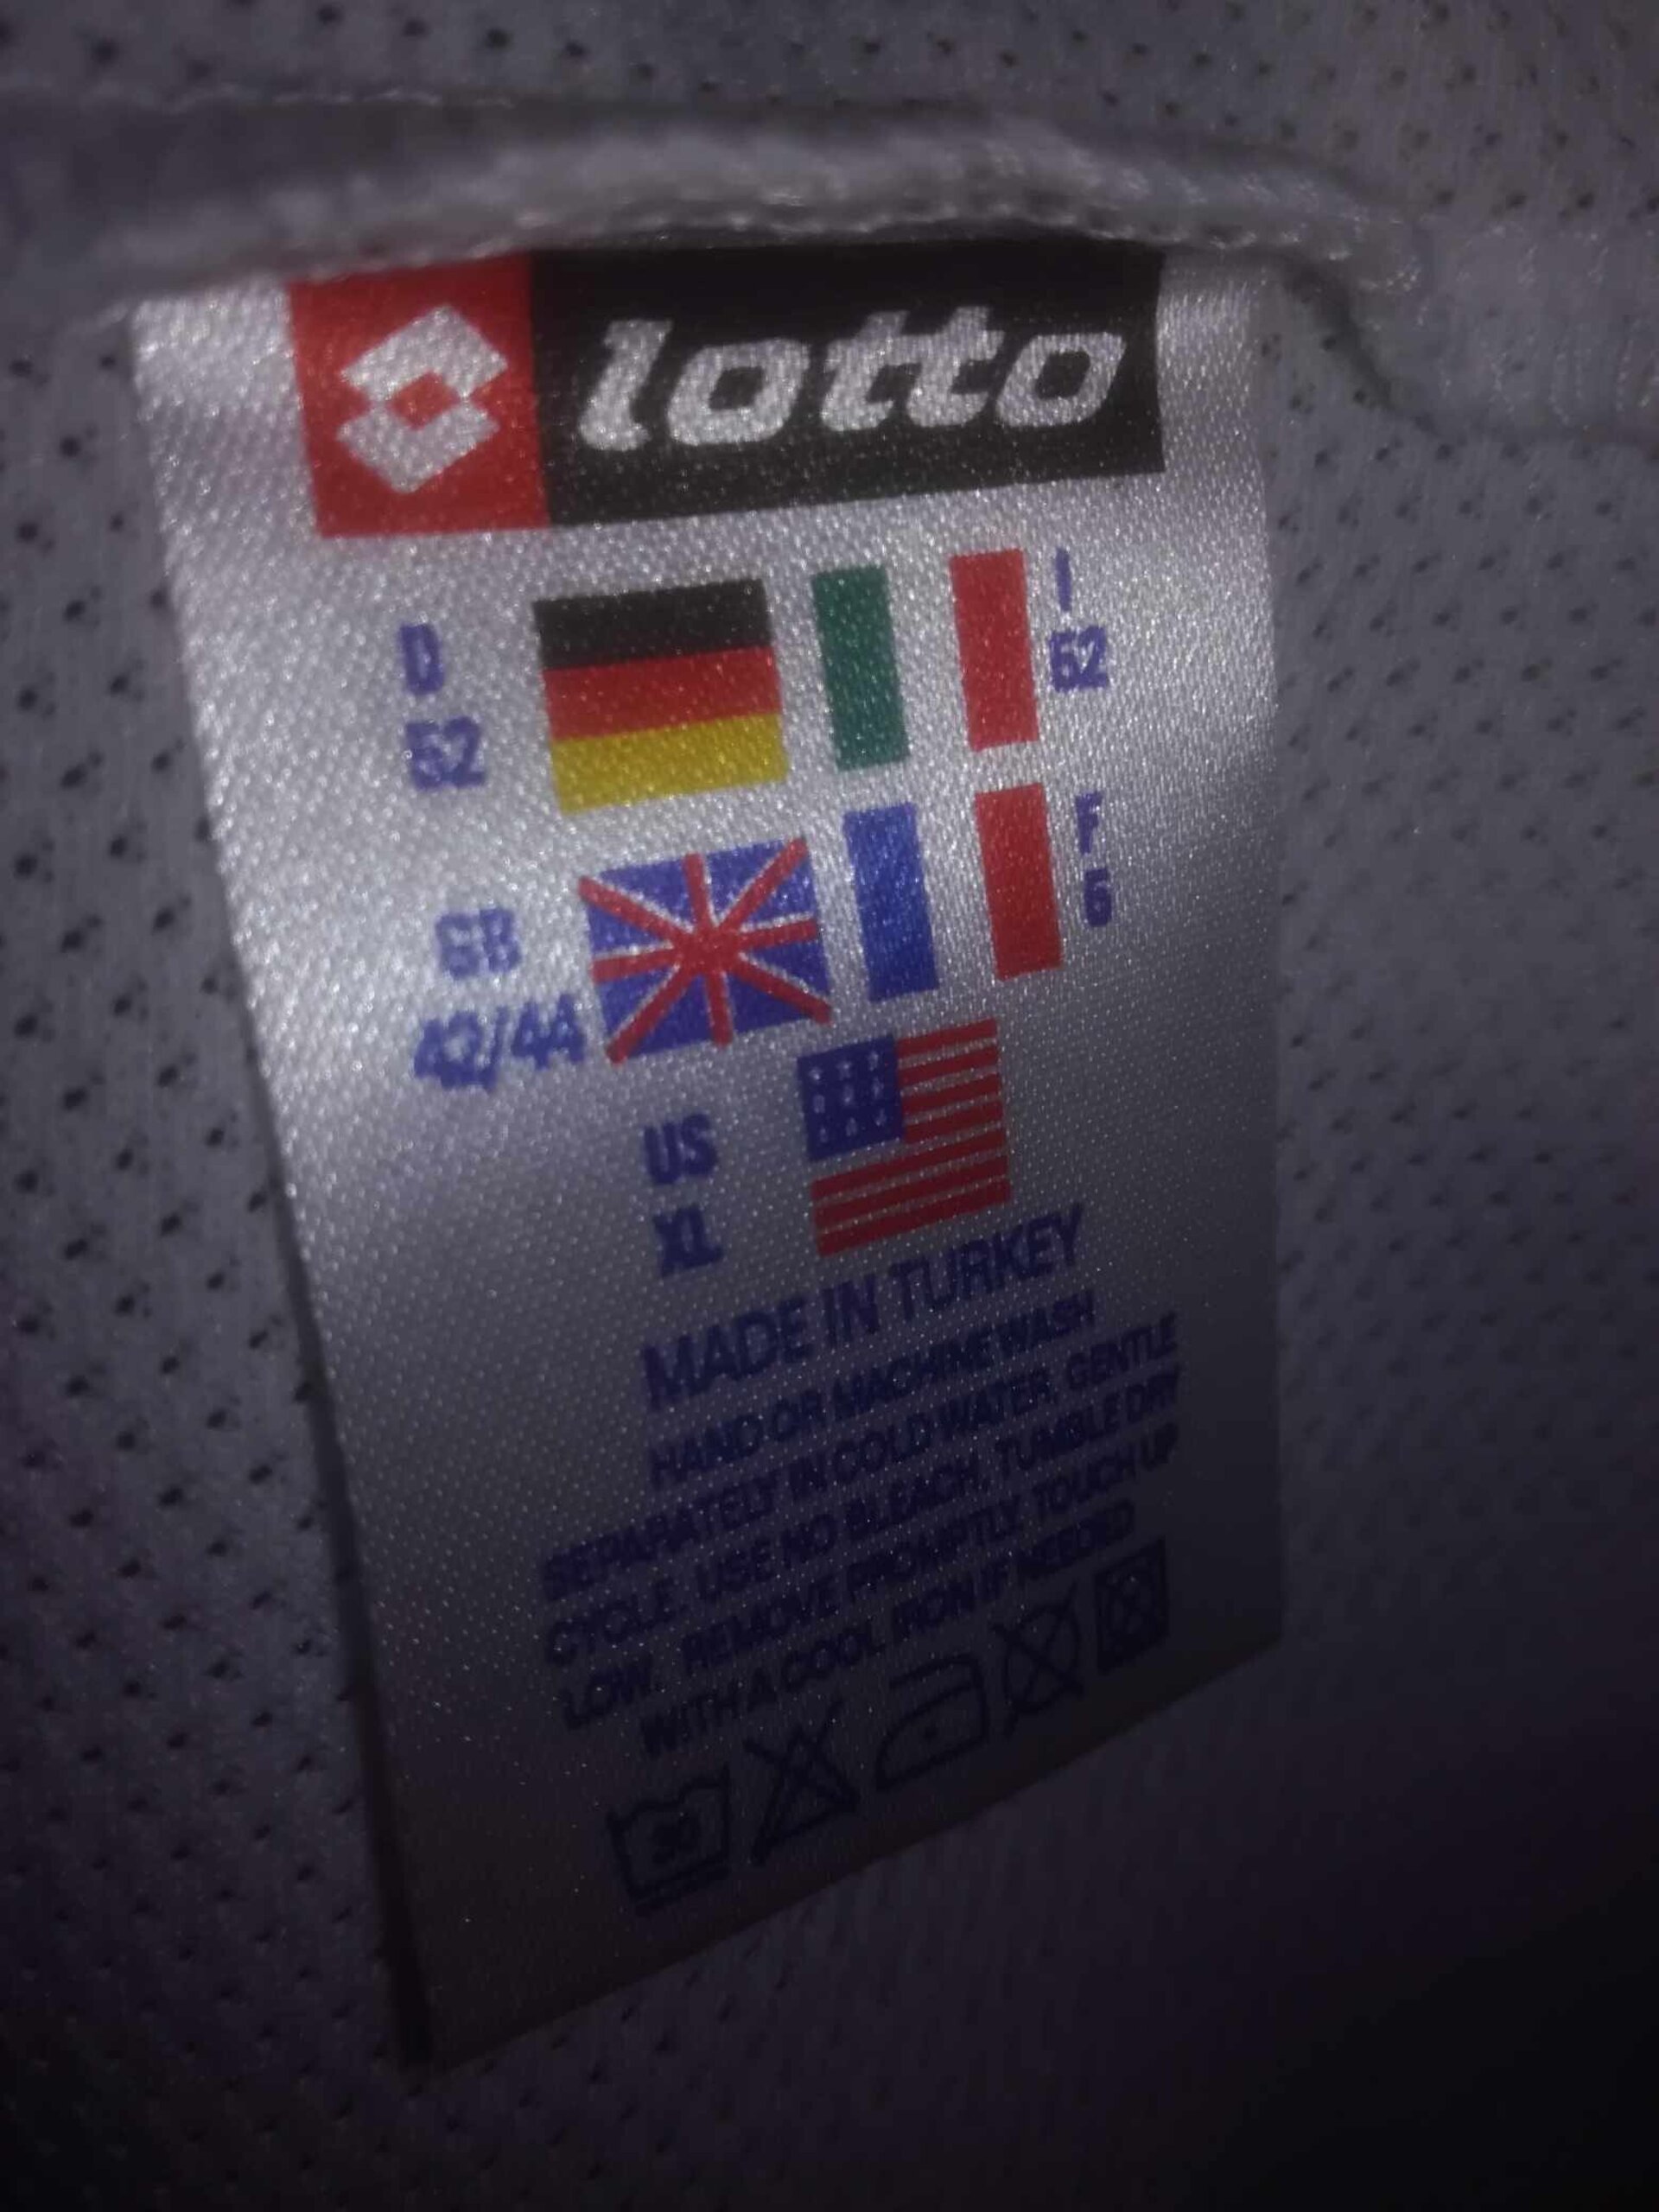 lotto
D
52
I
52
GB
42/44
F
6
US
XL
MADE IN TURKEY
HAND OR MACHINE WASH
SEPARATELY IN COLD WATER. GENTLE
CYCLE. USE NO BLEACH. TUMBLE DRY
LOW. REMOVE PROMPTLY TOUCH UP
WITH A COOL IRON IF NEEDED
30